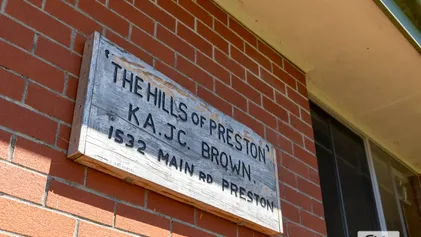 'THE HILLS OF PRESTON'
K.A. J.C. BROWN
1532 MAIN RD PRESTON